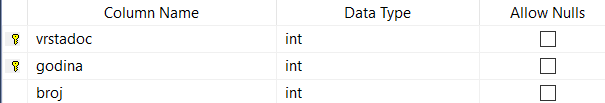 Column Name Data Type Allow Nulls
vrstadoc int
godina int
broj int